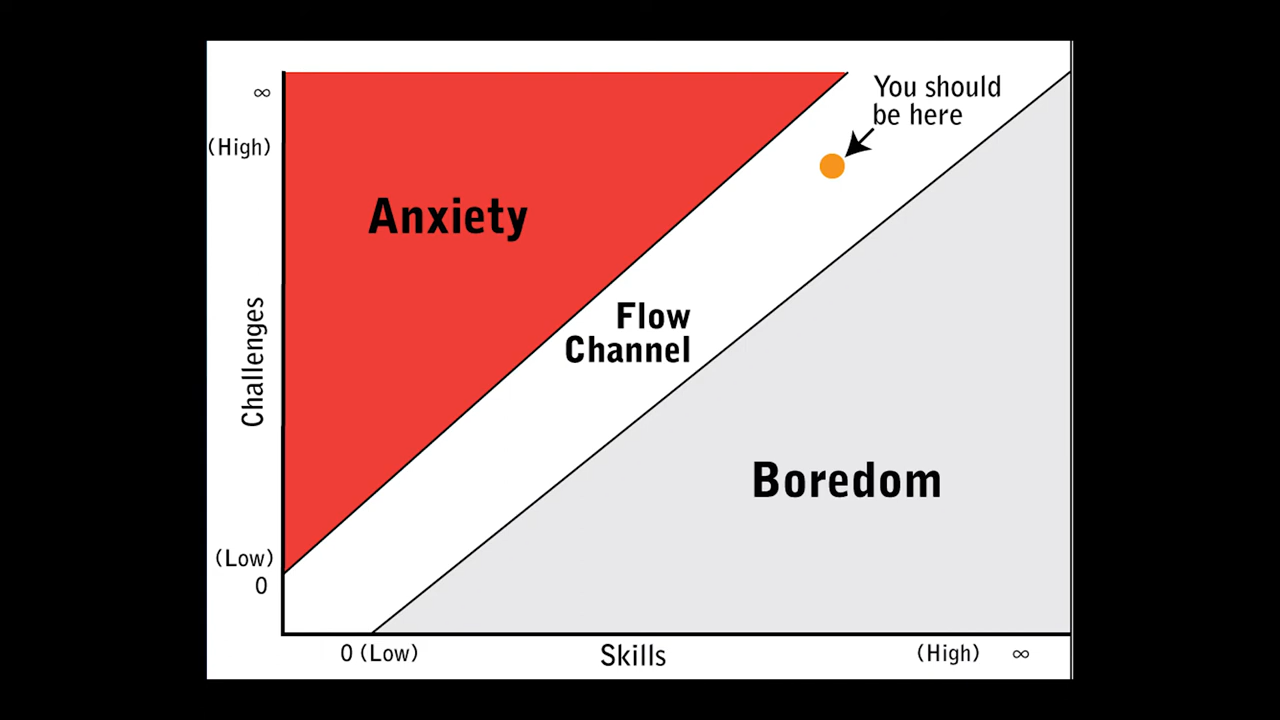 ∞
You should
be here
(High)
Anxiety
Flow
Channel
Challenges
Boredom
(Low)
0
0 (Low)
Skills
(High)
∞